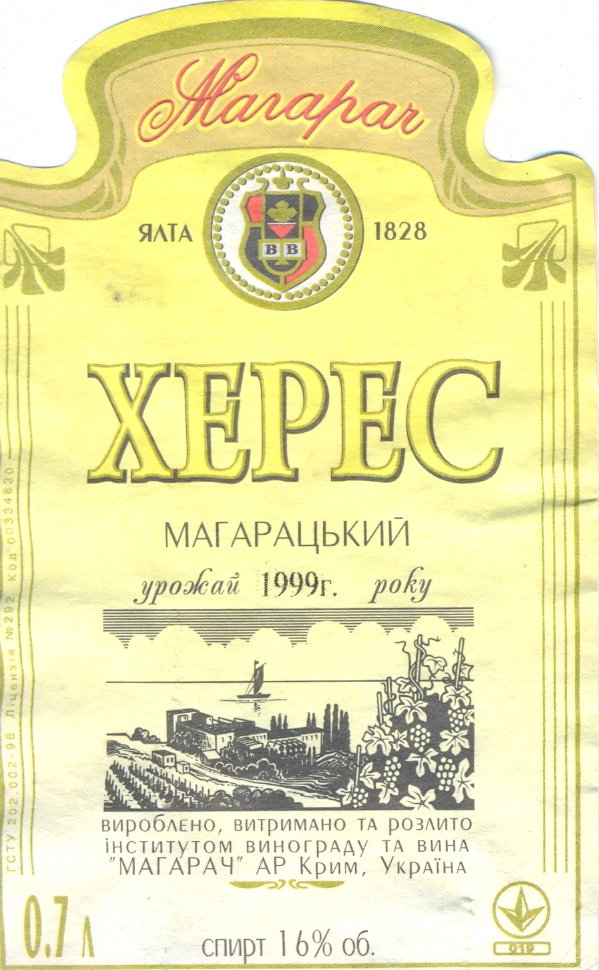 Магарач
ЯЛТА 1828
В В
ХЕРЕС
МАГАРАЦЬКИЙ
урожай 1999г. року
вироблено, витримано та розлито
інститутом винограду та вина
"МАГАРАЧ" АР Крим, Україна
0.7 л
спирт 16% об.
019
ГСТУ 202.002-96 Ліцензія №292 Код 00334830